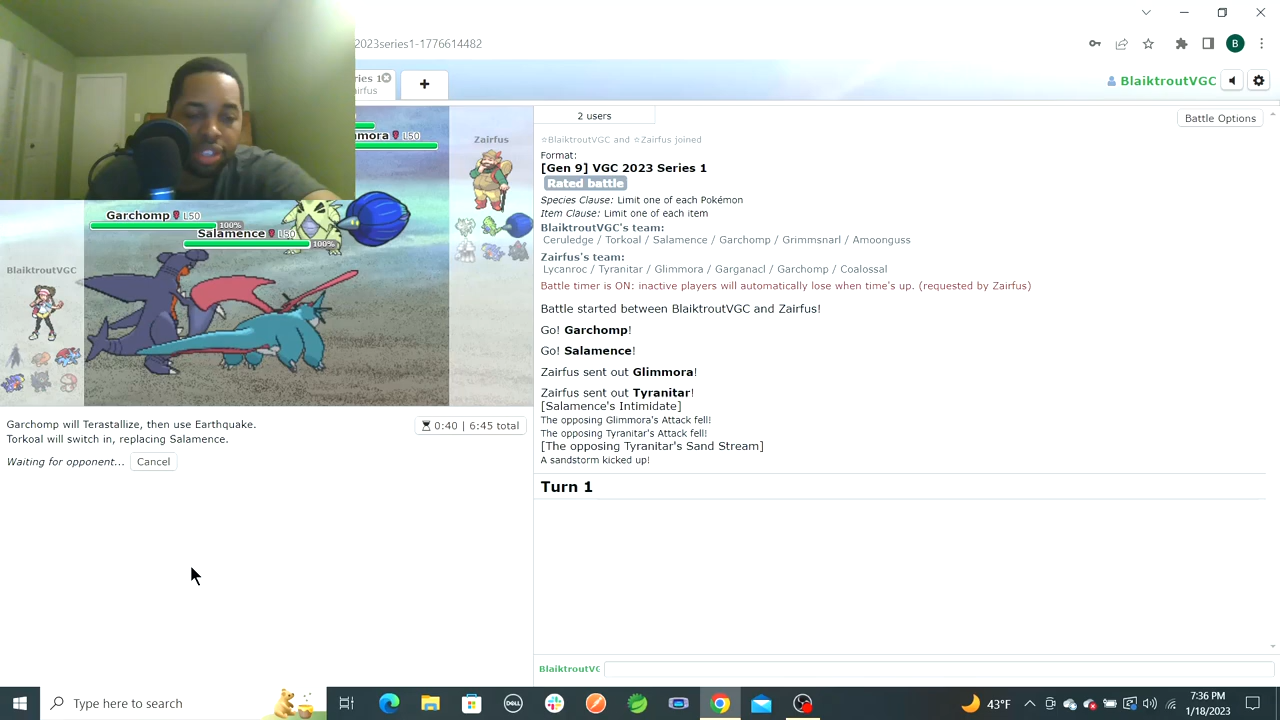 2023series1-1776614482
ries 1
airfus
BlaiktroutVGC
2 users
Battle Options
☆BlaiktroutVGC and ☆Zairfus joined
Format:
[Gen 9] VGC 2023 Series 1
Rated battle
Species Clause: Limit one of each Pokémon
Item Clause: Limit one of each item
BlaiktroutVGC's team:
Ceruledge / Torkoal / Salamence / Garchomp / Grimmsnarl / Amoonguss
Zairfus's team:
Lycanroc / Tyranitar / Glimmora / Garganacl / Garchomp / Coalossal
Battle timer is ON: inactive players will automatically lose when time's up. (requested by Zairfus)
Battle started between BlaiktroutVGC and Zairfus!
Go! Garchomp!
Go! Salamence!
Zairfus sent out Glimmora!
Zairfus sent out Tyranitar!
[Salamence's Intimidate]
The opposing Glimmora's Attack fell!
The opposing Tyranitar's Attack fell!
[The opposing Tyranitar's Sand Stream]
A sandstorm kicked up!
Turn 1
mora L50
Zairfus
Garchomp L50
100%
Salamence L50
100%
BlaiktroutVGC
Garchomp will Terastallize, then use Earthquake.
Torkoal will switch in, replacing Salamence.
0:40 | 6:45 total
Waiting for opponent...
Cancel
BlaiktroutVG
Type here to search
43°F
7:36 PM
1/18/2023